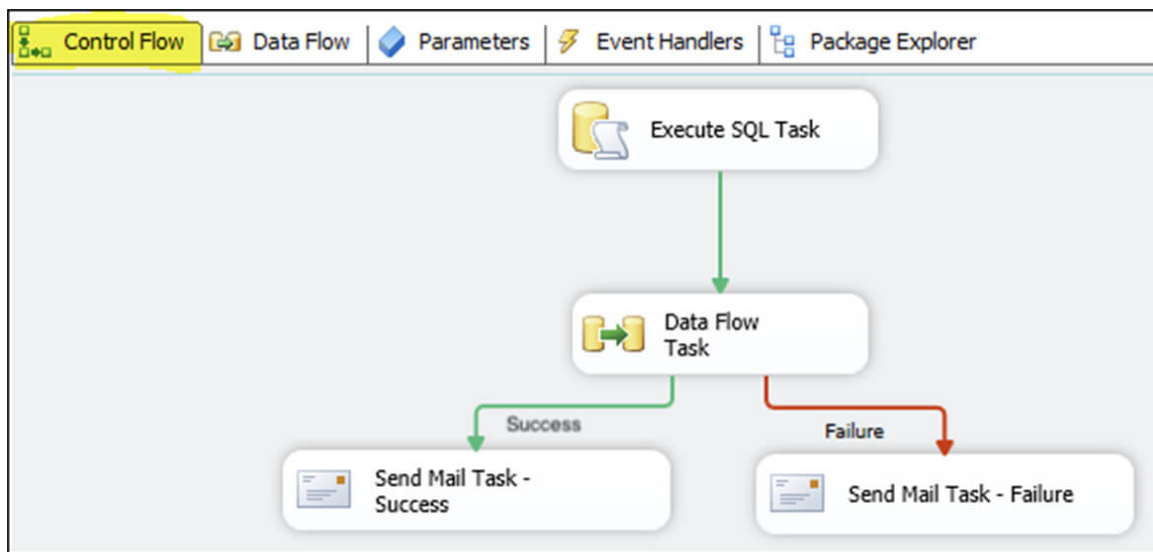 Control Flow Data Flow Parameters Event Handlers Package Explorer
Execute SQL Task
Data Flow
Task
Success
Failure
Send Mail Task -
Success
Send Mail Task - Failure